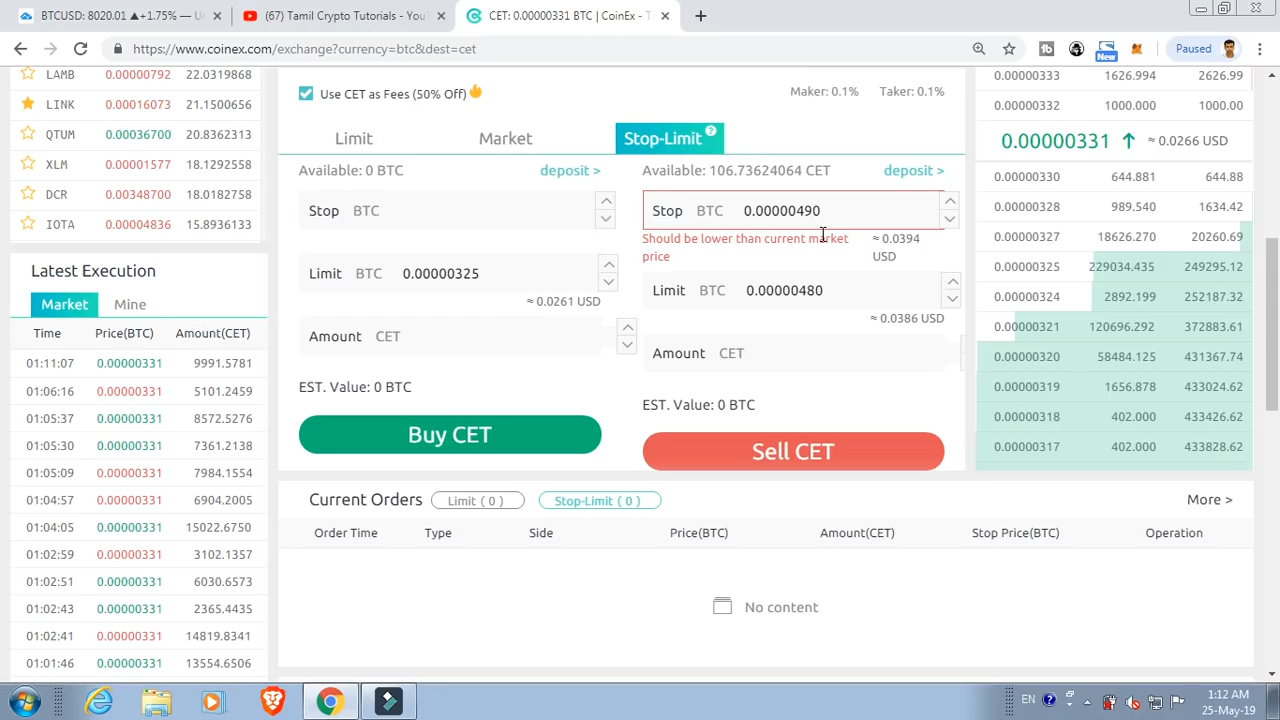 BTCUSD: 8020.01 ▲+1.75% — U
(67) Tamil Crypto Tutorials - You
CET: 0.00000331 BTC | CoinEx - T
https://www.coinex.com/exchange?currency=btc&dest=cet
New
Paused
LAMB 0.00000792 22.0319868
LINK 0.00016073 21.1500656
QTUM 0.00036700 20.8362313
XLM 0.00001577 18.1292558
DCR 0.00348700 18.0182758
IOTA 0.00004836 15.8936133
Latest Execution
Market Mine
Time Price(BTC) Amount(CET)
01:11:07 0.00000331 9991.5781
01:06:16 0.00000331 5101.2459
01:05:37 0.00000331 8572.5276
01:05:30 0.00000331 7361.2138
01:05:09 0.00000331 7984.1554
01:04:57 0.00000331 6904.2005
01:04:05 0.00000331 15022.6750
01:02:59 0.00000331 3102.1357
01:02:51 0.00000331 6030.6573
01:02:43 0.00000331 2365.4435
01:02:41 0.00000331 14819.8341
01:01:46 0.00000331 13554.6506
Use CET as Fees (50% Off)
Maker: 0.1% Taker: 0.1%
Limit Market Stop-Limit ?
Available: 0 BTC deposit >
Stop BTC
Limit BTC 0.00000325
≈ 0.0261 USD
Amount CET
EST. Value: 0 BTC
Buy CET
Available: 106.73624064 CET deposit >
Stop BTC 0.00000490
Should be lower than current market price
≈ 0.0394 USD
Limit BTC 0.00000480
≈ 0.0386 USD
Amount CET
EST. Value: 0 BTC
Sell CET
Current Orders Limit ( 0 ) Stop-Limit ( 0 ) More >
Order Time Type Side Price(BTC) Amount(CET) Stop Price(BTC) Operation
No content
0.00000333 1626.994 2626.99
0.00000332 1000.000 1000.00
0.00000331 ↑ ≈ 0.0266 USD
0.00000330 644.881 644.88
0.00000328 989.540 1634.42
0.00000327 18626.270 20260.69
0.00000325 229034.435 249295.12
0.00000324 2892.199 252187.32
0.00000321 120696.292 372883.61
0.00000320 58484.125 431367.74
0.00000319 1656.878 433024.62
0.00000318 402.000 433426.62
0.00000317 402.000 433828.62
EN
1:12 AM
25-May-19